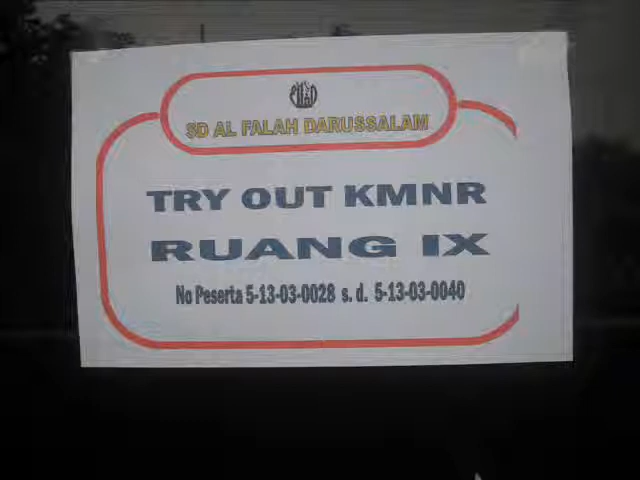 SD AL FALAH DARUSSALAM
TRY OUT KMNR
RUANG IX
No Peserta 5-13-03-0028 s. d. 5-13-03-0040